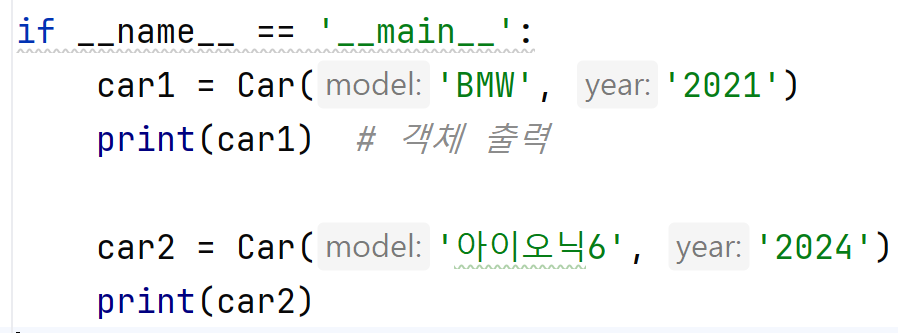 if __name__ == '__main__':
    car1 = Car(model: 'BMW', year: '2021')
    print(car1)  # 객체 출력
    car2 = Car(model: '아이오닉6', year: '2024')
    print(car2)